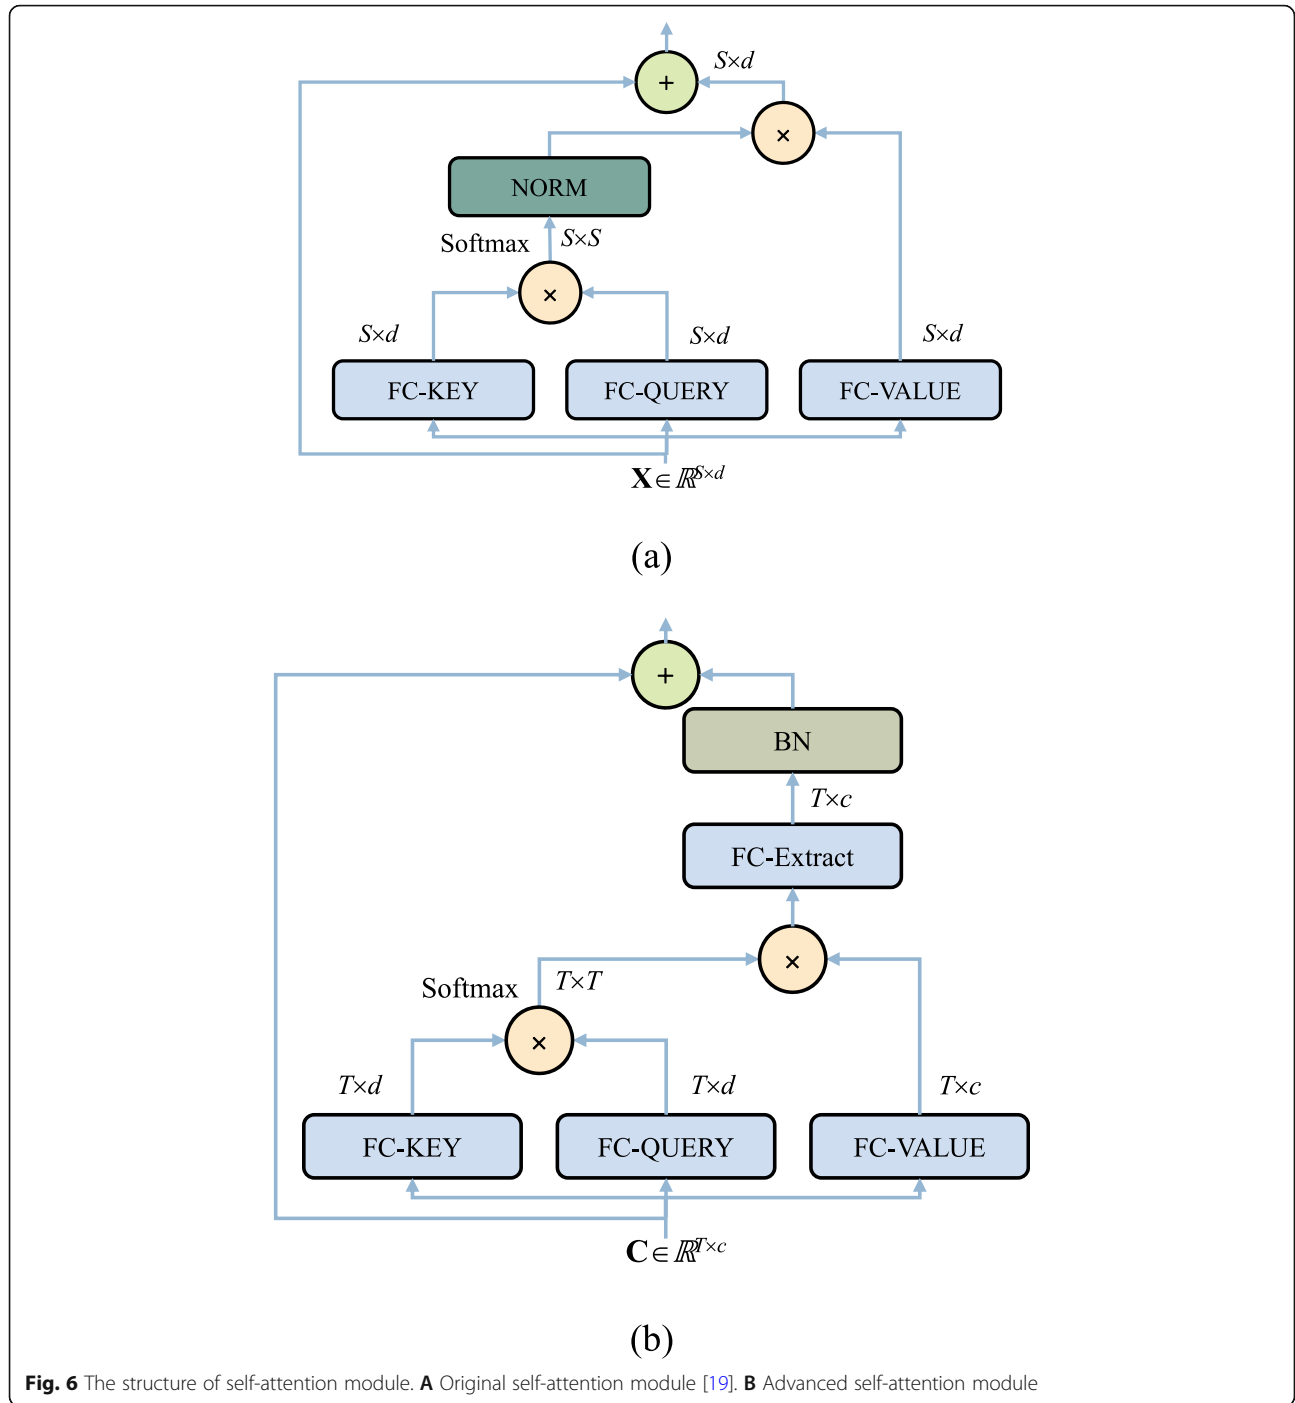 +
S×d
×
NORM
Softmax
S×S
×
S×d
S×d
S×d
FC-KEY
FC-QUERY
FC-VALUE
X∈ℝS×d
(a)
+
BN
T×c
FC-Extract
×
Softmax
T×T
×
T×d
T×d
T×c
FC-KEY
FC-QUERY
FC-VALUE
C∈ℝT×c
(b)
Fig. 6 The structure of self-attention module. A Original self-attention module [19]. B Advanced self-attention module